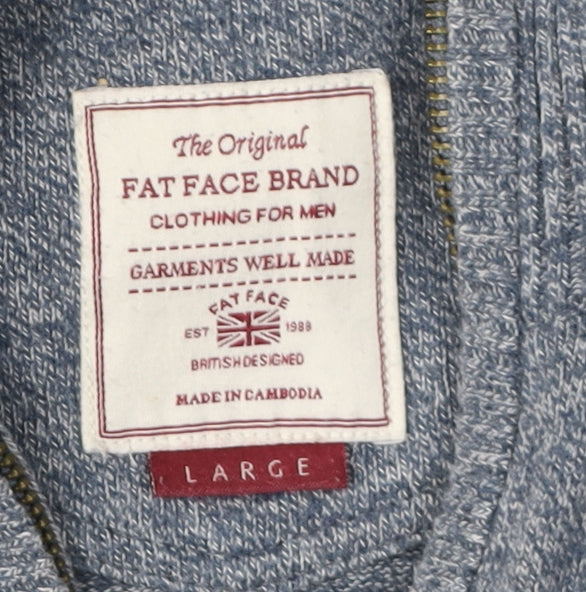 The Original
FAT FACE BRAND
CLOTHING FOR MEN
GARMENTS WELL MADE
FAT FACE
EST 1988
BRITISH DESIGNED
MADE IN CAMBODIA
LARGE